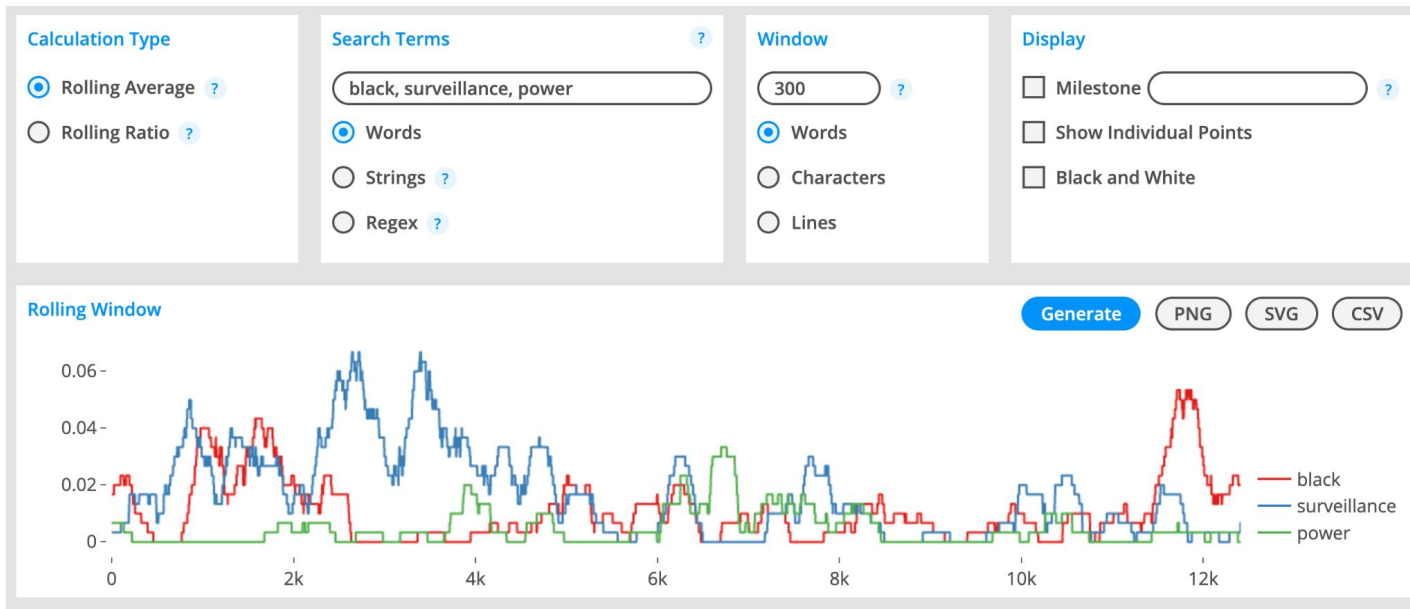 Calculation Type
Rolling Average ?
Rolling Ratio ?
Search Terms ?
black, surveillance, power
Words
Strings ?
Regex ?
Window
300 ?
Words
Characters
Lines
Display
Milestone ?
Show Individual Points
Black and White
Rolling Window
Generate PNG SVG CSV
0.06
0.04
0.02
0
0 2k 4k 6k 8k 10k 12k
black
surveillance
power